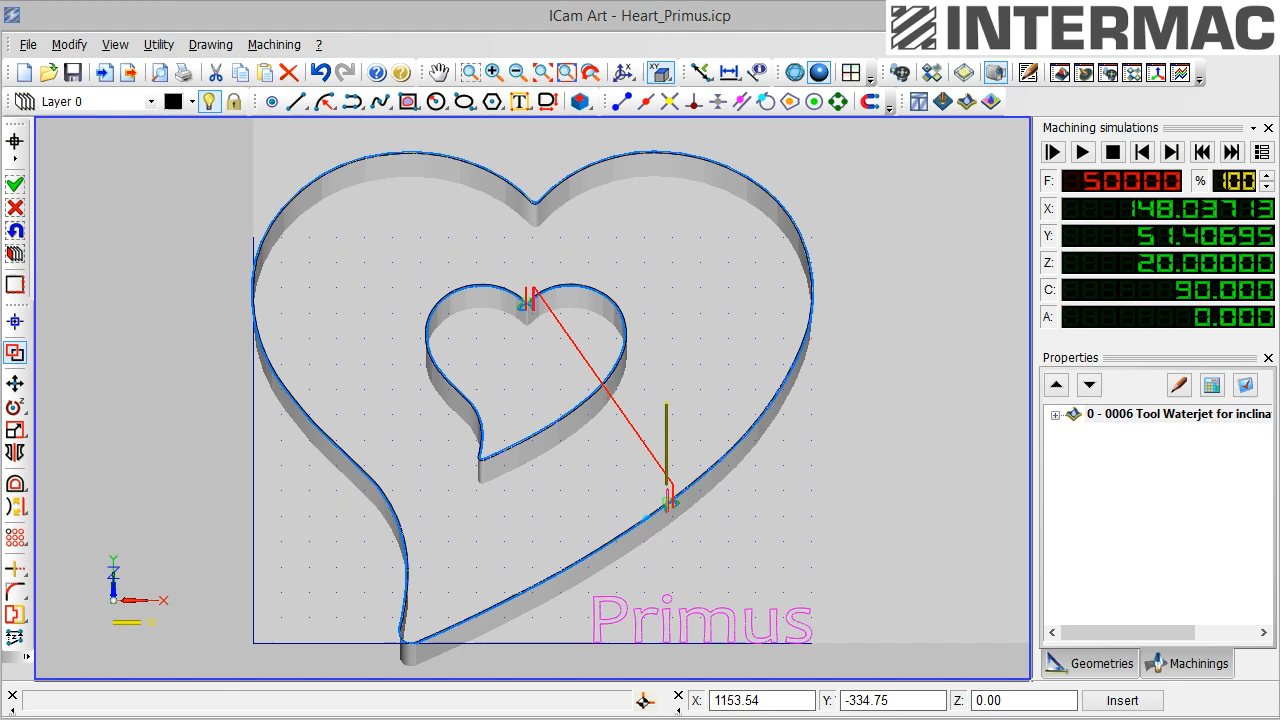 ICam Art - Heart_Primus.icp
INTERMAC
File Modify View Utility Drawing Machining ?
Layer 0
Machining simulations
F: 50000 % 100
X: 148.03713
Y: 51.40695
Z: 20.00000
C: 90.000
A: 0.000
Properties
0 - 0006 Tool Waterjet for inclina
Y
Z
X
Primus
Geometries Machinings
X: 1153.54 Y: -334.75 Z: 0.00 Insert